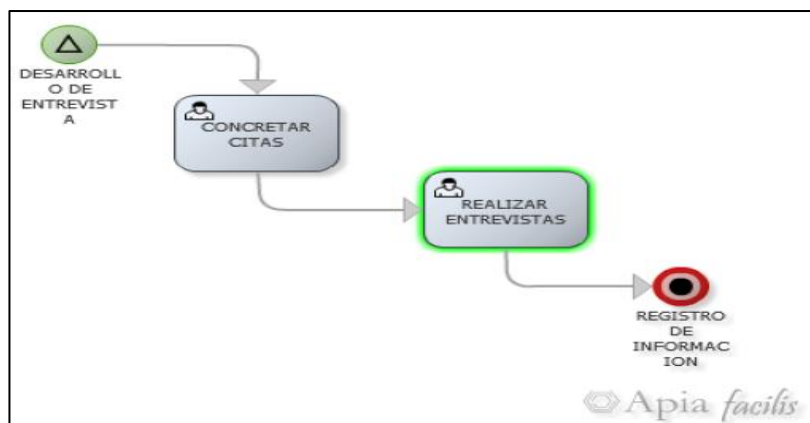 DESARROLL
O DE
ENTREVIST
A
CONCRETAR
CITAS
REALIZAR
ENTREVISTAS
REGISTRO
DE
INFORMAC
ION
Apia facilis